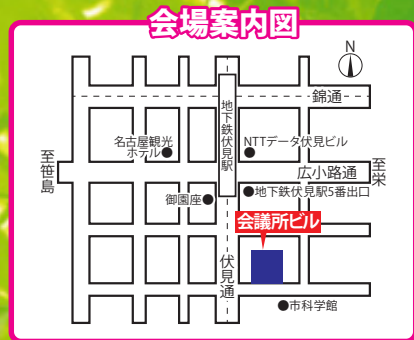 会場案内図
N
錦通
地下鉄伏見駅
名古屋観光
ホテル
NTTデータ伏見ビル
至笹島
広小路通
至栄
地下鉄伏見駅5番出口
御園座
会議所ビル
伏見通
市科学館